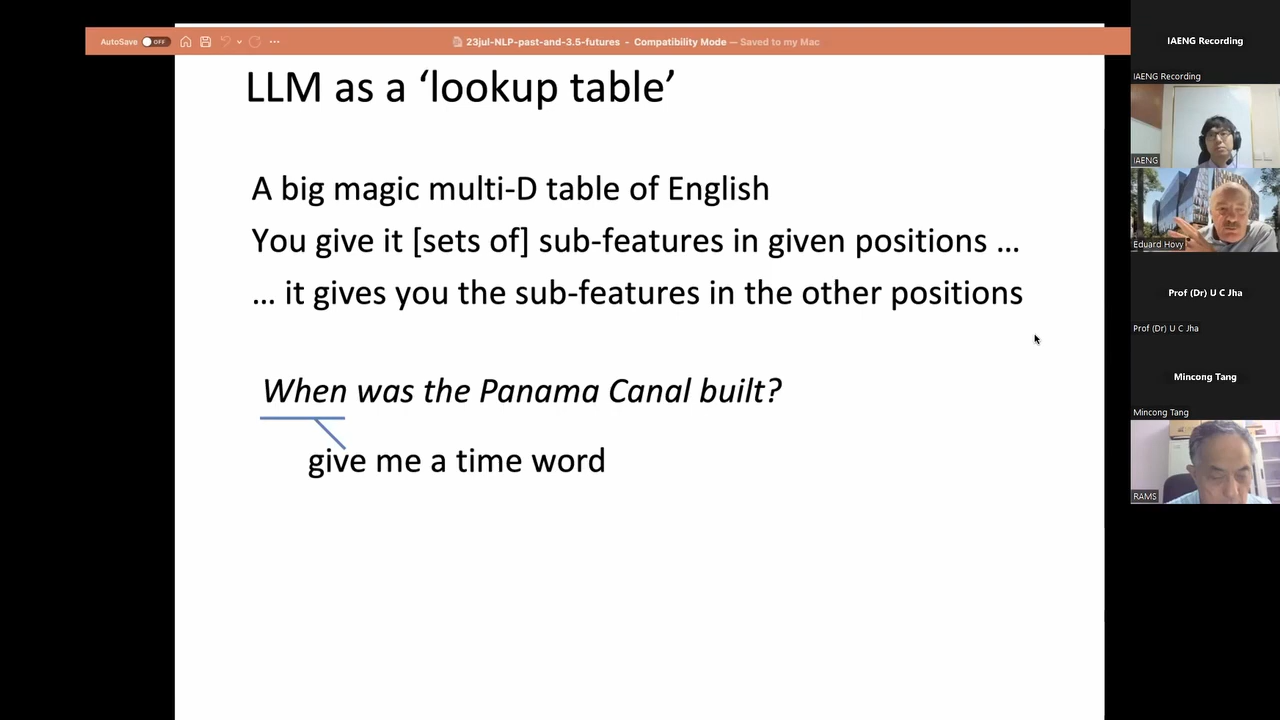 AutoSave OFF
23jul-NLP-past-and-3.5-futures - Compatibility Mode — Saved to my Mac
LLM as a ‘lookup table’
A big magic multi-D table of English
You give it [sets of] sub-features in given positions ...
... it gives you the sub-features in the other positions
When was the Panama Canal built?
give me a time word
IAENG Recording
IAENG Recording
IAENG
Eduard Hovy
Prof (Dr) U C Jha
Prof (Dr) U C Jha
Mincong Tang
Mincong Tang
RAMS